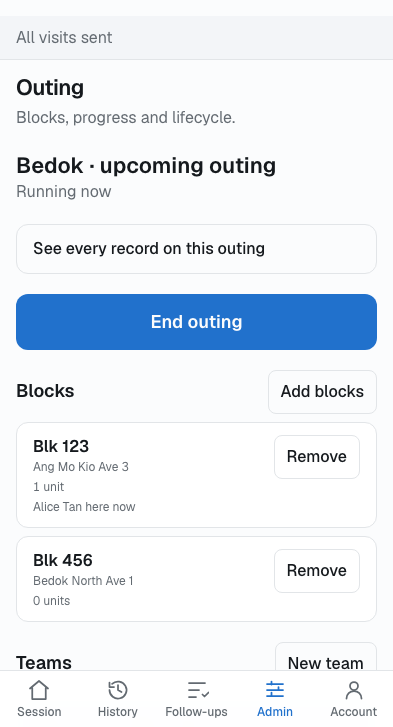 All visits sent
Outing
Blocks, progress and lifecycle.
Bedok · upcoming outing
Running now
See every record on this outing
End outing
Blocks
Add blocks
Blk 123
Ang Mo Kio Ave 3
1 unit
Alice Tan here now
Remove
Blk 456
Bedok North Ave 1
0 units
Remove
Teams
New team
Session
History
Follow-ups
Admin
Account